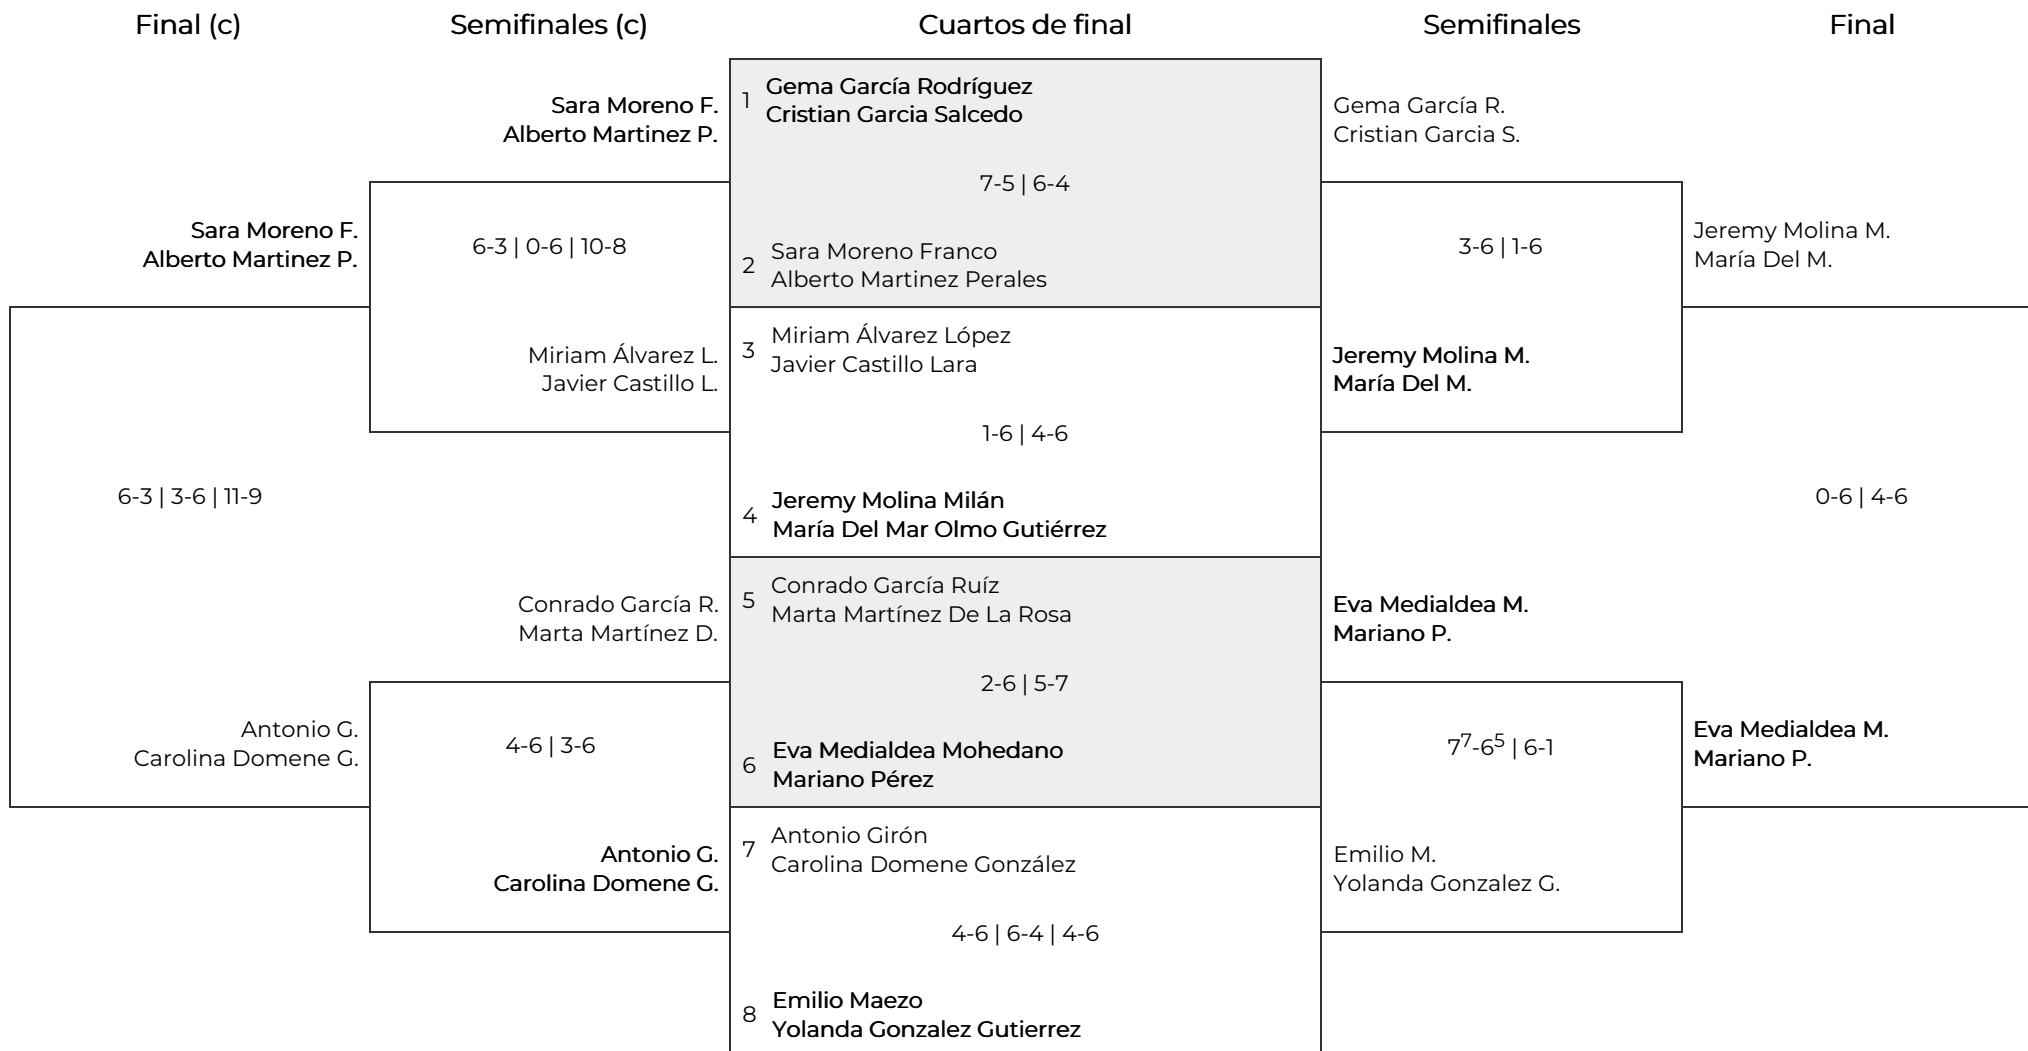 Final (c)
Semifinales (c)
Cuartos de final
Semifinales
Final
Sara Moreno F.
Alberto Martinez P.
1
Gema García Rodríguez
Cristian Garcia Salcedo
Gema García R.
Cristian Garcia S.
7-5 | 6-4
Sara Moreno F.
Alberto Martinez P.
6-3 | 0-6 | 10-8
2
Sara Moreno Franco
Alberto Martinez Perales
3-6 | 1-6
Jeremy Molina M.
María Del M.
Miriam Álvarez L.
Javier Castillo L.
3
Miriam Álvarez López
Javier Castillo Lara
Jeremy Molina M.
María Del M.
1-6 | 4-6
6-3 | 3-6 | 11-9
4
Jeremy Molina Milán
María Del Mar Olmo Gutiérrez
0-6 | 4-6
Conrado García R.
Marta Martínez D.
5
Conrado García Ruíz
Marta Martínez De La Rosa
Eva Medialdea M.
Mariano P.
2-6 | 5-7
Antonio G.
Carolina Domene G.
4-6 | 3-6
6
Eva Medialdea Mohedano
Mariano Pérez
7⁷-6⁵ | 6-1
Eva Medialdea M.
Mariano P.
Antonio G.
Carolina Domene G.
7
Antonio Girón
Carolina Domene González
Emilio M.
Yolanda Gonzalez G.
4-6 | 6-4 | 4-6
8
Emilio Maezo
Yolanda Gonzalez Gutierrez